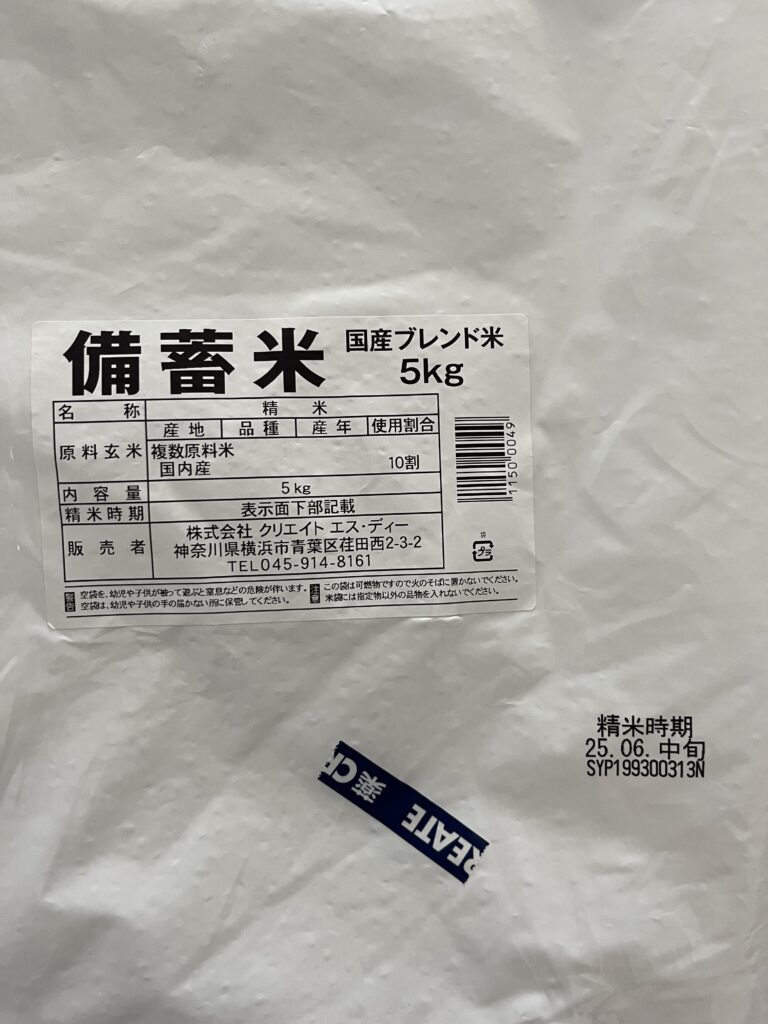 備蓄米 国産ブレンド米
5kg
名称 精米
原料玄米 産地 品種 産年 使用割合
複数原料米
国内産 10割
内容量 5kg
精米時期 表示面下部記載
販売者 株式会社 クリエイト エス・ディー
神奈川県横浜市青葉区荏田西2-3-2
TEL045-914-8161
11500049
袋
プラ
警告 空袋を、幼児や子供が被って遊ぶと窒息などの危険が伴います。
空袋は、幼児や子供の手の届かない所に保管してください。
注意 この袋は可燃物ですので火のそばに置かないでください。
米袋には指定物以外の品物を入れないでください。
精米時期
25.06.中旬
SYP199300313N
REATE 薬 CR